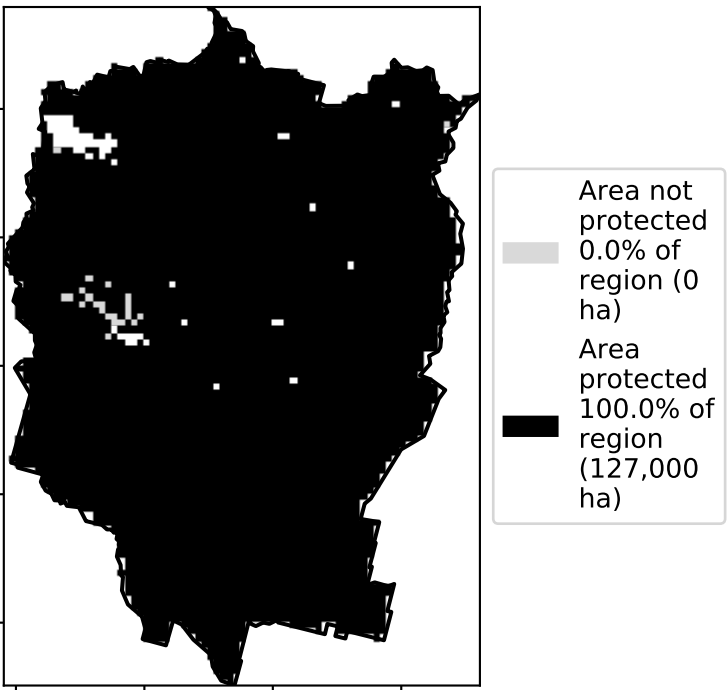 Area not
protected
0.0% of
region (0
ha)
Area
protected
100.0% of
region
(127,000
ha)